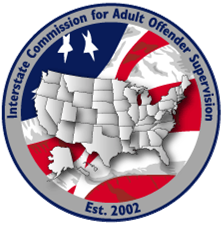 Interstate Commission for Adult Offender Supervision
Est. 2002